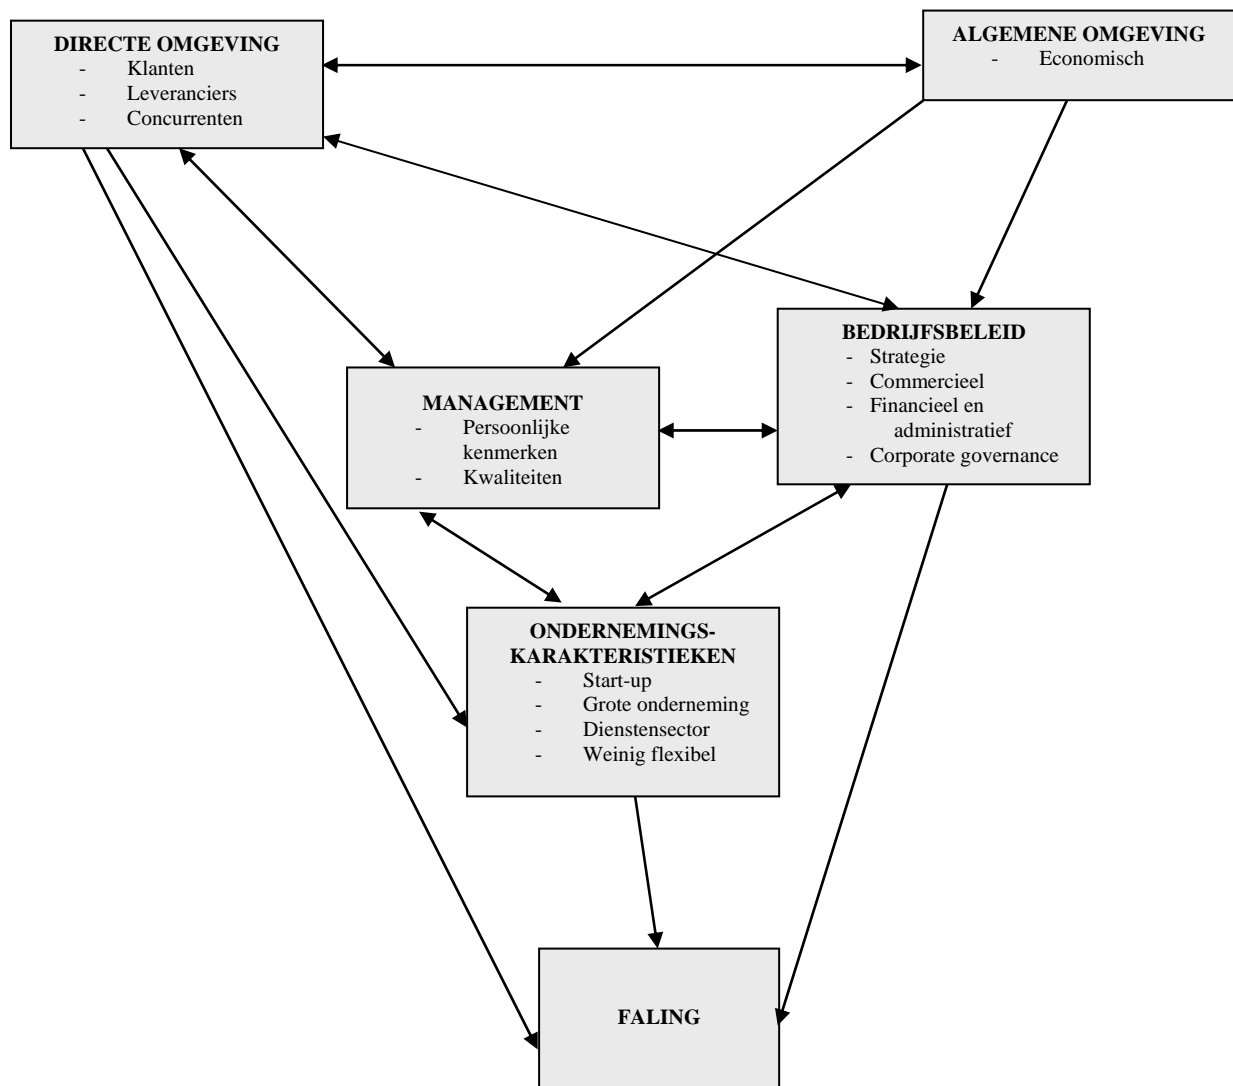 DIRECTE OMGEVING
- Klanten
- Leveranciers
- Concurrenten
ALGEMENE OMGEVING
- Economisch
BEDRIJFSBELEID
- Strategie
- Commercieel
- Financieel en
administratief
- Corporate governance
MANAGEMENT
- Persoonlijke
kenmerken
- Kwaliteiten
ONDERNEMINGS-
KARAKTERISTIEKEN
- Start-up
- Grote onderneming
- Dienstensector
- Weinig flexibel
FALING